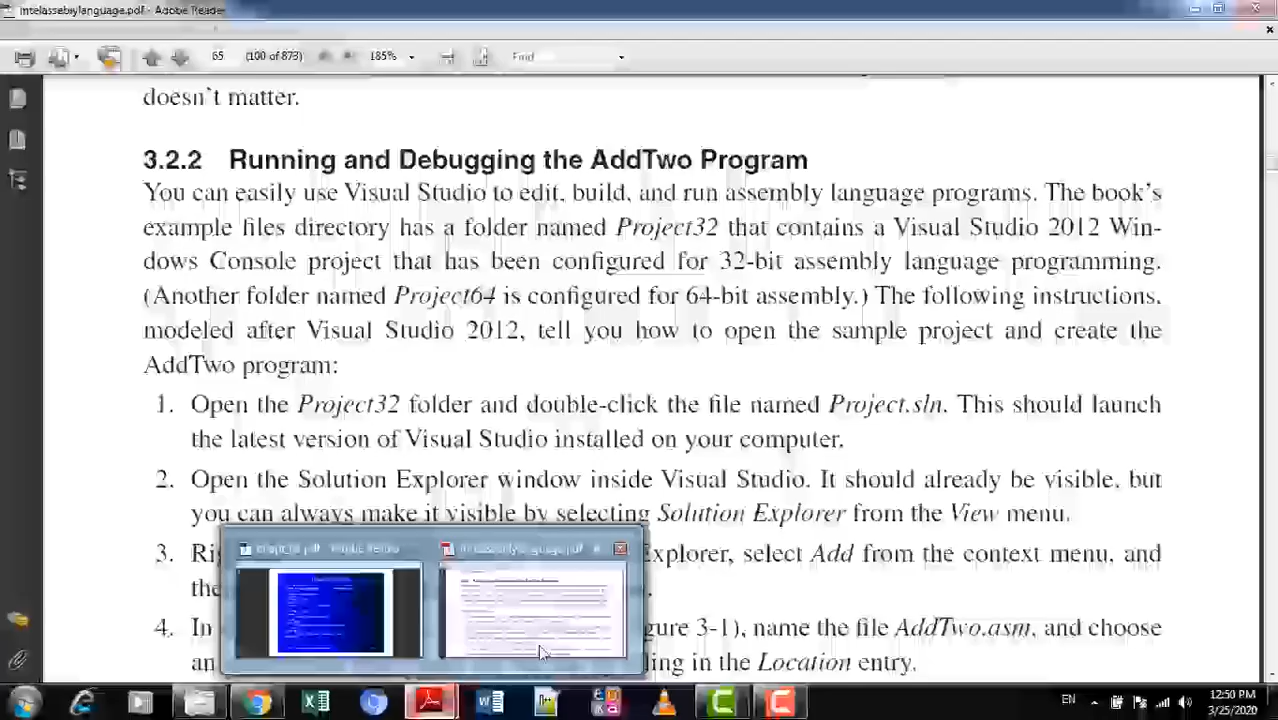 intelassebiylanguage.pdf - Adobe Reader
65 (100 of 873) 185% Find
doesn't matter.
3.2.2 Running and Debugging the AddTwo Program
You can easily use Visual Studio to edit, build, and run assembly language programs. The book's
example files directory has a folder named Project32 that contains a Visual Studio 2012 Win-
dows Console project that has been configured for 32-bit assembly language programming.
(Another folder named Project64 is configured for 64-bit assembly.) The following instructions,
modeled after Visual Studio 2012, tell you how to open the sample project and create the
AddTwo program:
1. Open the Project32 folder and double-click the file named Project.sln. This should launch
the latest version of Visual Studio installed on your computer.
2. Open the Solution Explorer window inside Visual Studio. It should already be visible, but
you can always make it visible by selecting Solution Explorer from the View menu.
3. Ri Explorer, select Add from the context menu, and
the
4. In gure 3-1), name the file AddTwo.asm, and choose
an ing in the Location entry.
EN 12:50 PM
3/25/2020